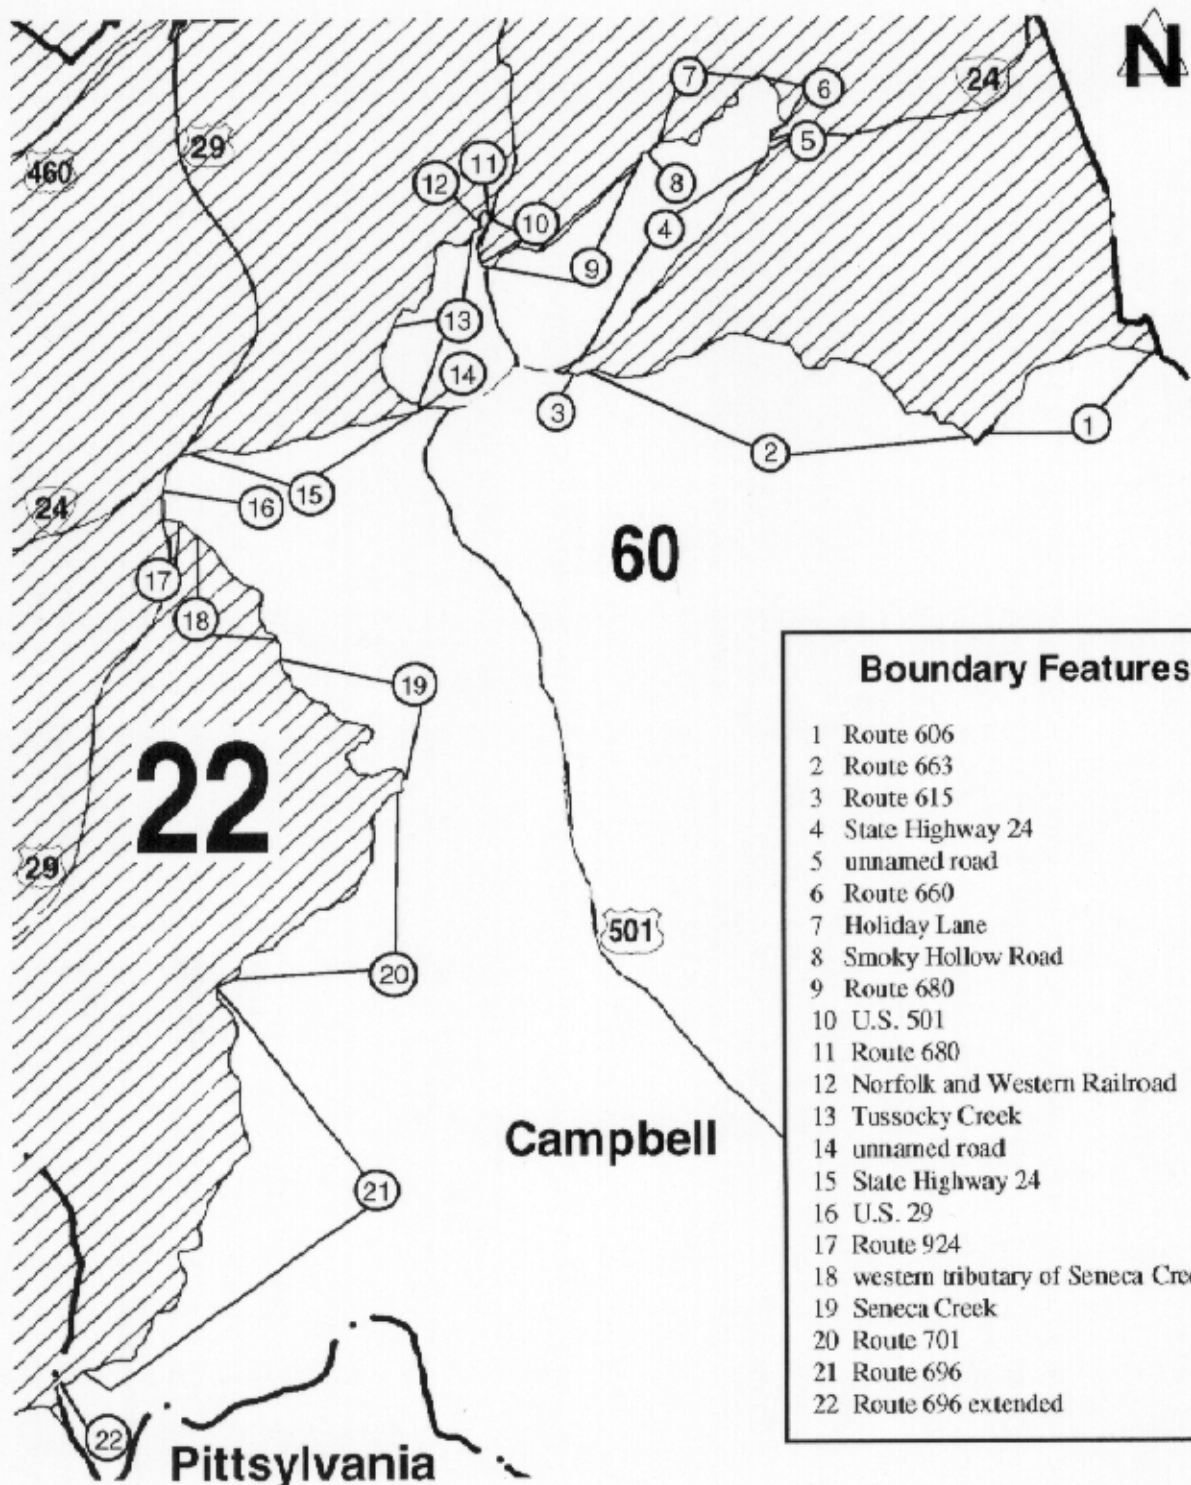 N
7
6
24
29
5
460
11
12
8
10
4
9
13
14
3
1
2
15
16
24
60
17
18
Boundary Features
19
1 Route 606
2 Route 663
3 Route 615
4 State Highway 24
5 unnamed road
6 Route 660
7 Holiday Lane
8 Smoky Hollow Road
9 Route 680
10 U.S. 501
11 Route 680
12 Norfolk and Western Railroad
13 Tussocky Creek
14 unnamed road
15 State Highway 24
16 U.S. 29
17 Route 924
18 western tributary of Seneca Cree
19 Seneca Creek
20 Route 701
21 Route 696
22 Route 696 extended
22
29
501
20
Campbell
21
22
Pittsylvania